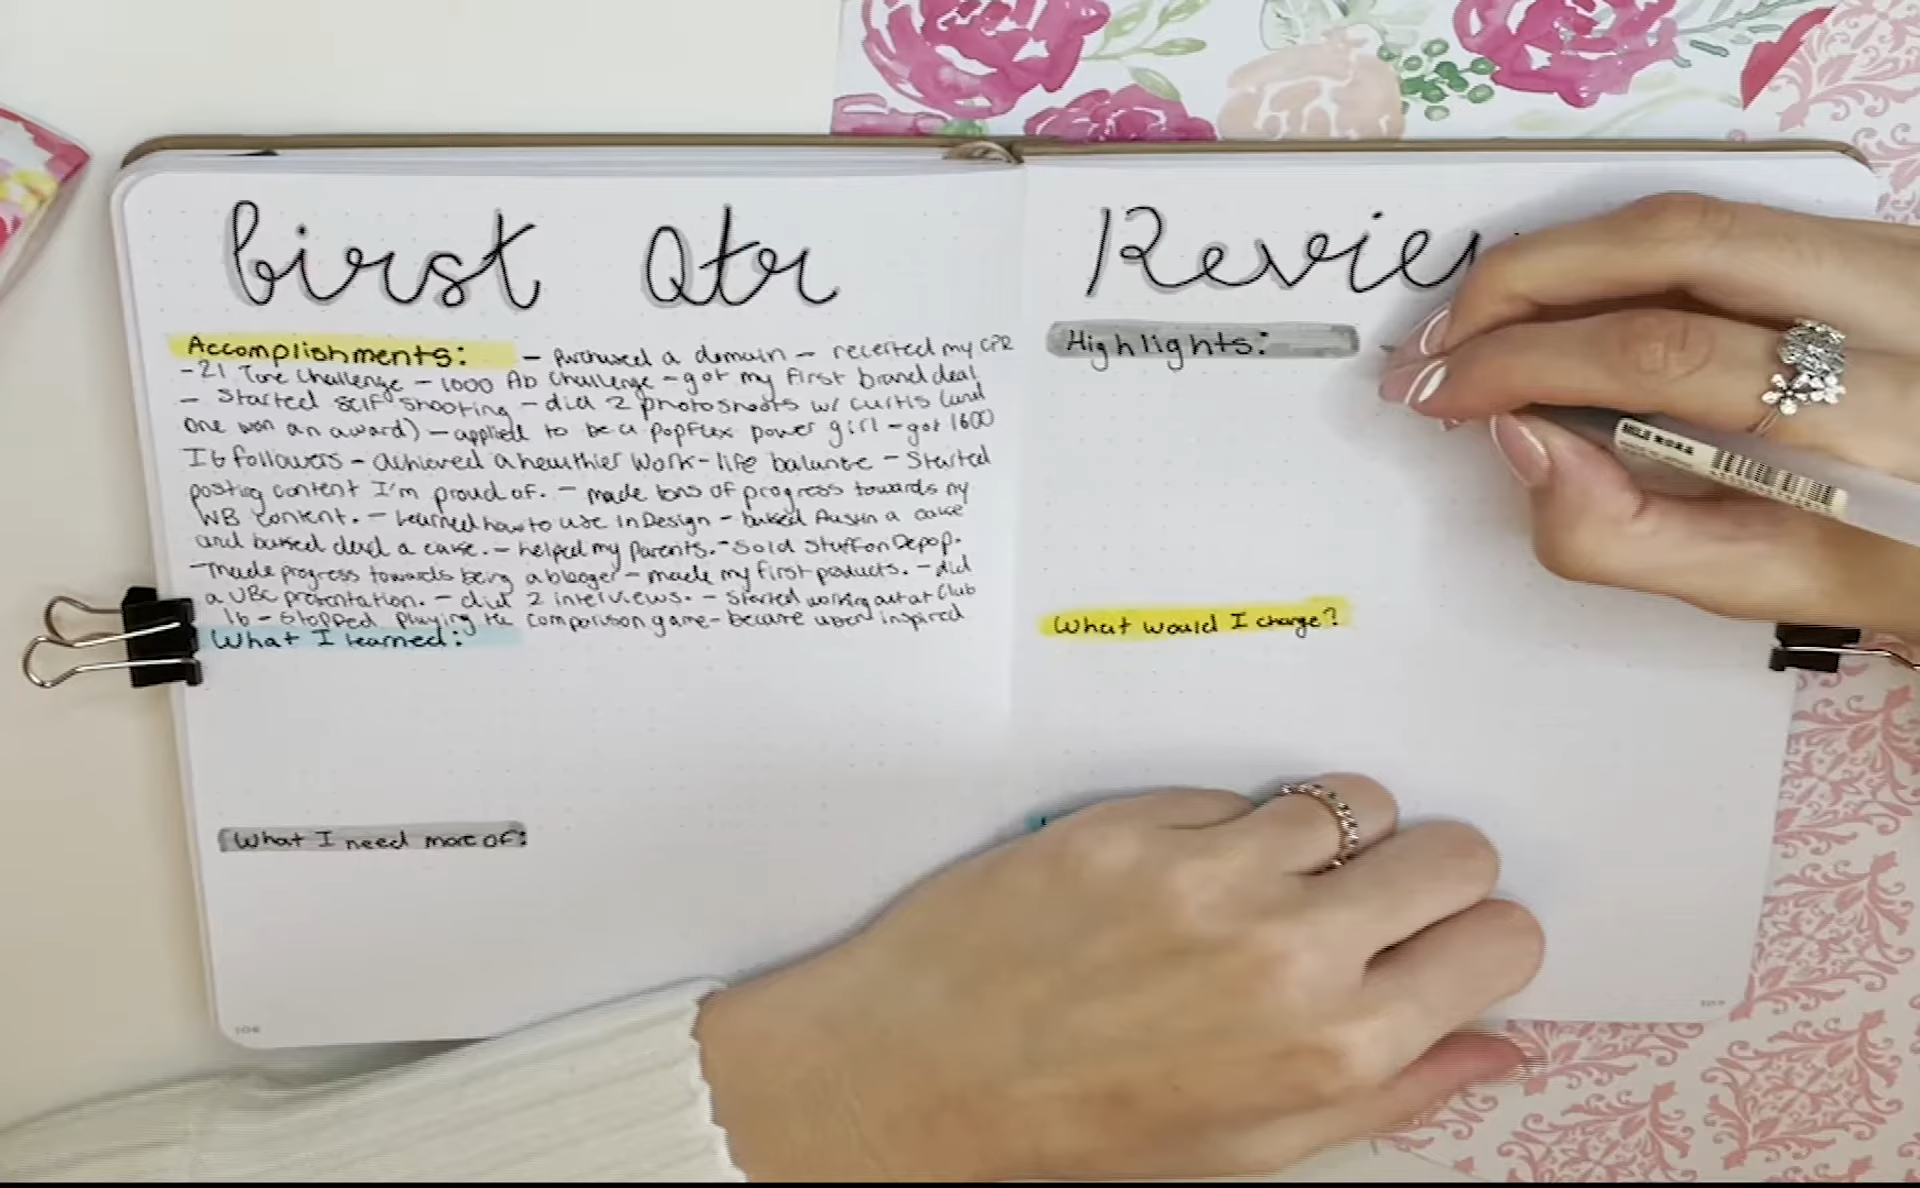 First Qtr Review
Accomplishments: - Purchased a domain - recerted my CPR
- 21 Tone Challenge - 1000 Ab Challenge - got my first brand deal
- Started self shooting - did 2 photoshoots w/ Curtis (and
one won an award) - applied to be a popflex power girl - got 1600
IG followers - achieved a healthier work-life balance - Started
posting content I'm proud of. - made tons of progress towards my
WB content. - Learned how to use InDesign - baked Austin a cake
and baked dad a cake. - helped my parents. - Sold stuff on Depop.
- made progress towards being a blogger - made my first products. - did
a UBC presentation. - did 2 interviews. - Started working out at Club
16 - Stopped playing the comparison game - became uber inspired
What I learned:
What I need more of:
106
Highlights:
What would I change?
107